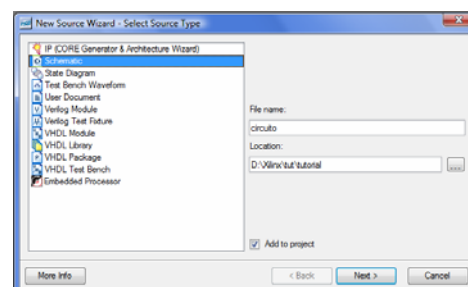 New Source Wizard - Select Source Type
IP (CORE Generator & Architecture Wizard)
Schematic
State Diagram
Test Bench Waveform
User Document
Verilog Module
Verilog Test Fixture
VHDL Module
VHDL Library
VHDL Package
VHDL Test Bench
Embedded Processor
File name:
circuito
Location:
D:\Xilinx\tut\tutorial
...
Add to project
More Info
< Back
Next >
Cancel